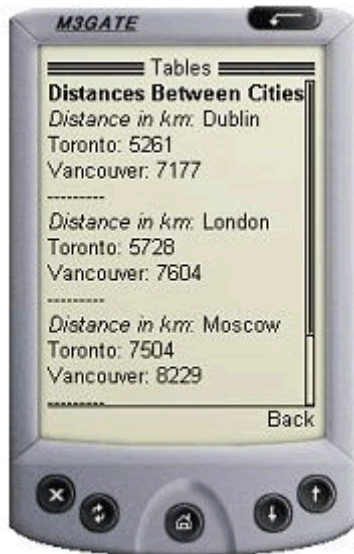 M3GATE
Tables
Distances Between Cities
Distance in km: Dublin
Toronto: 5261
Vancouver: 7177
---------
Distance in km: London
Toronto: 5728
Vancouver: 7604
---------
Distance in km: Moscow
Toronto: 7504
Vancouver: 8229
---------
Back